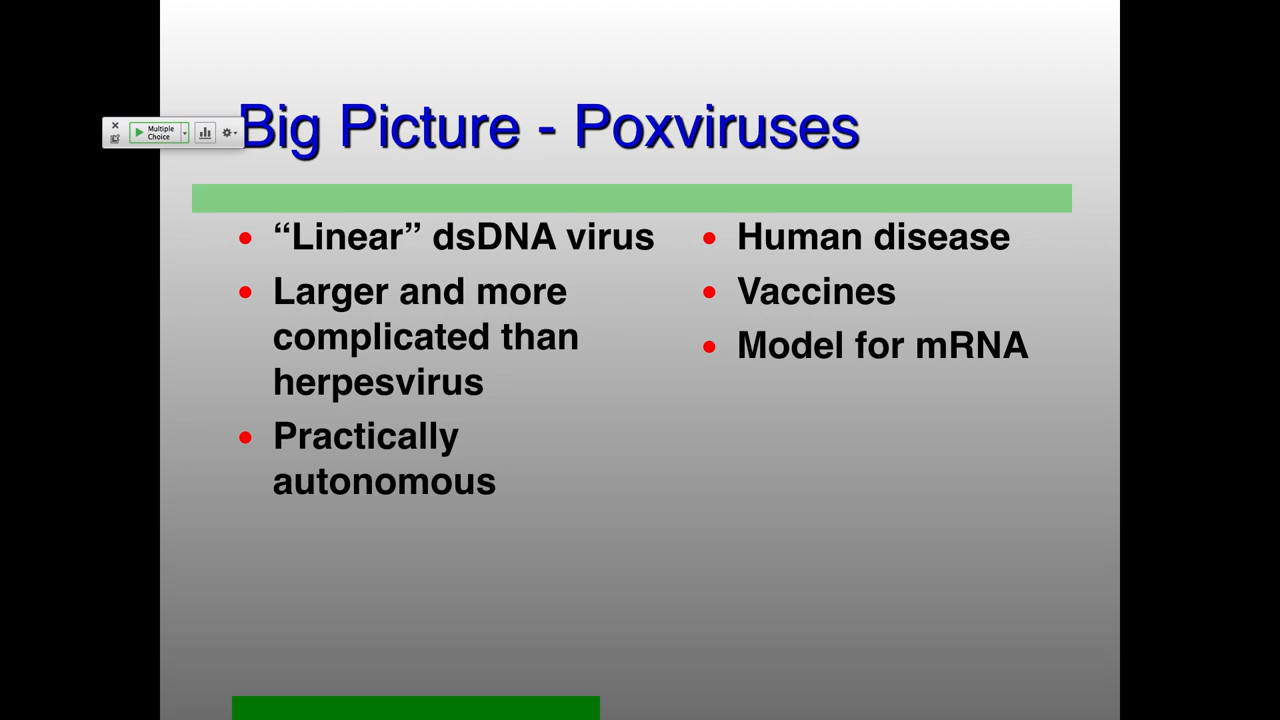 Multiple
Choice
Big Picture - Poxviruses
• “Linear” dsDNA virus
• Larger and more
complicated than
herpesvirus
• Practically
autonomous
• Human disease
• Vaccines
• Model for mRNA